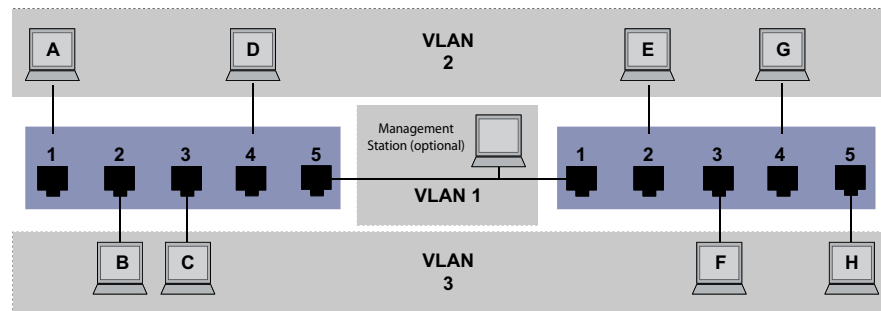 A
D
VLAN
2
E
G
1
2
3
4
5
Management
Station (optional)
1
2
3
4
5
VLAN 1
B
C
VLAN
3
F
H